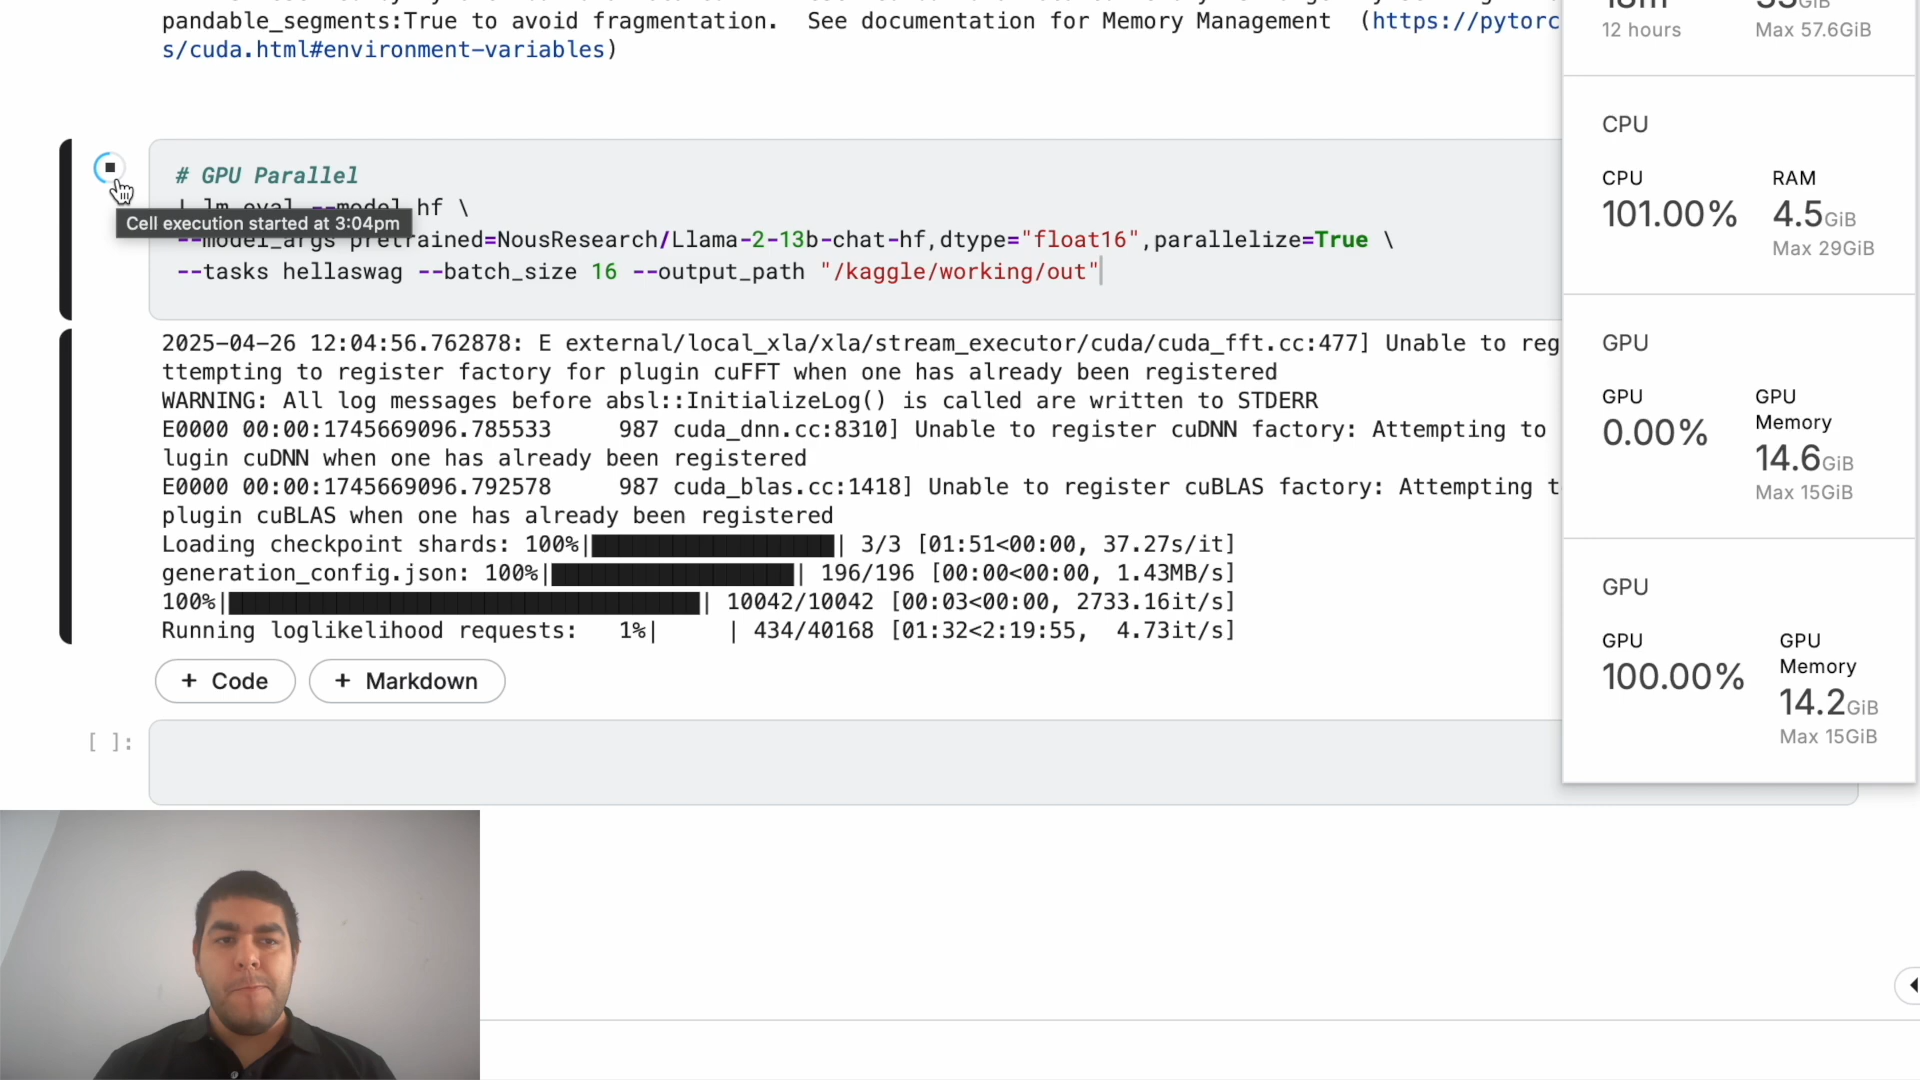 pandable_segments:True to avoid fragmentation.  See documentation for Memory Management  (https://pytorc
s/cuda.html#environment-variables)
# GPU Parallel
! lm_eval --model hf \
Cell execution started at 3:04pm
--model_args pretrained=NousResearch/Llama-2-13b-chat-hf,dtype="float16",parallelize=True \
--tasks hellaswag --batch_size 16 --output_path "/kaggle/working/out"
2025-04-26 12:04:56.762878: E external/local_xla/xla/stream_executor/cuda/cuda_fft.cc:477] Unable to reg
ttempting to register factory for plugin cuFFT when one has already been registered
WARNING: All log messages before absl::InitializeLog() is called are written to STDERR
E0000 00:00:1745669096.785533     987 cuda_dnn.cc:8310] Unable to register cuDNN factory: Attempting to
lugin cuDNN when one has already been registered
E0000 00:00:1745669096.792578     987 cuda_blas.cc:1418] Unable to register cuBLAS factory: Attempting t
plugin cuBLAS when one has already been registered
Loading checkpoint shards: 100%|| 3/3 [01:51<00:00, 37.27s/it]
generation_config.json: 100%|| 196/196 [00:00<00:00, 1.43MB/s]
100%|| 10042/10042 [00:03<00:00, 2733.16it/s]
Running loglikelihood requests:   1%|      | 434/40168 [01:32<2:19:55,  4.73it/s]
+ Code
+ Markdown
[ ]:
12 hours
Max 57.6GiB
CPU
CPU
101.00%
RAM
4.5GiB
Max 29GiB
GPU
GPU
0.00%
GPU
Memory
14.6GiB
Max 15GiB
GPU
GPU
100.00%
GPU
Memory
14.2GiB
Max 15GiB